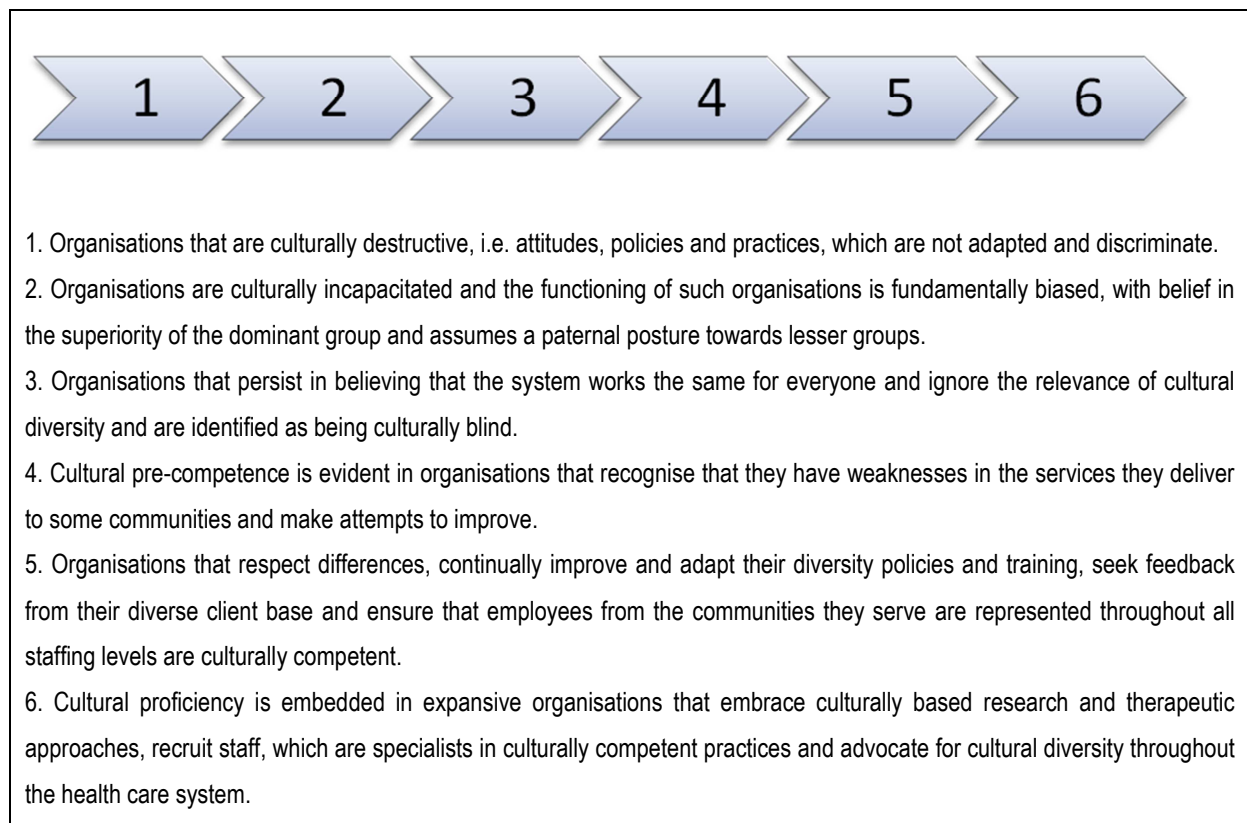 1 2 3 4 5 6
1. Organisations that are culturally destructive, i.e. attitudes, policies and practices, which are not adapted and discriminate.
2. Organisations are culturally incapacitated and the functioning of such organisations is fundamentally biased, with belief in
the superiority of the dominant group and assumes a paternal posture towards lesser groups.
3. Organisations that persist in believing that the system works the same for everyone and ignore the relevance of cultural
diversity and are identified as being culturally blind.
4. Cultural pre-competence is evident in organisations that recognise that they have weaknesses in the services they deliver
to some communities and make attempts to improve.
5. Organisations that respect differences, continually improve and adapt their diversity policies and training, seek feedback
from their diverse client base and ensure that employees from the communities they serve are represented throughout all
staffing levels are culturally competent.
6. Cultural proficiency is embedded in expansive organisations that embrace culturally based research and therapeutic
approaches, recruit staff, which are specialists in culturally competent practices and advocate for cultural diversity throughout
the health care system.